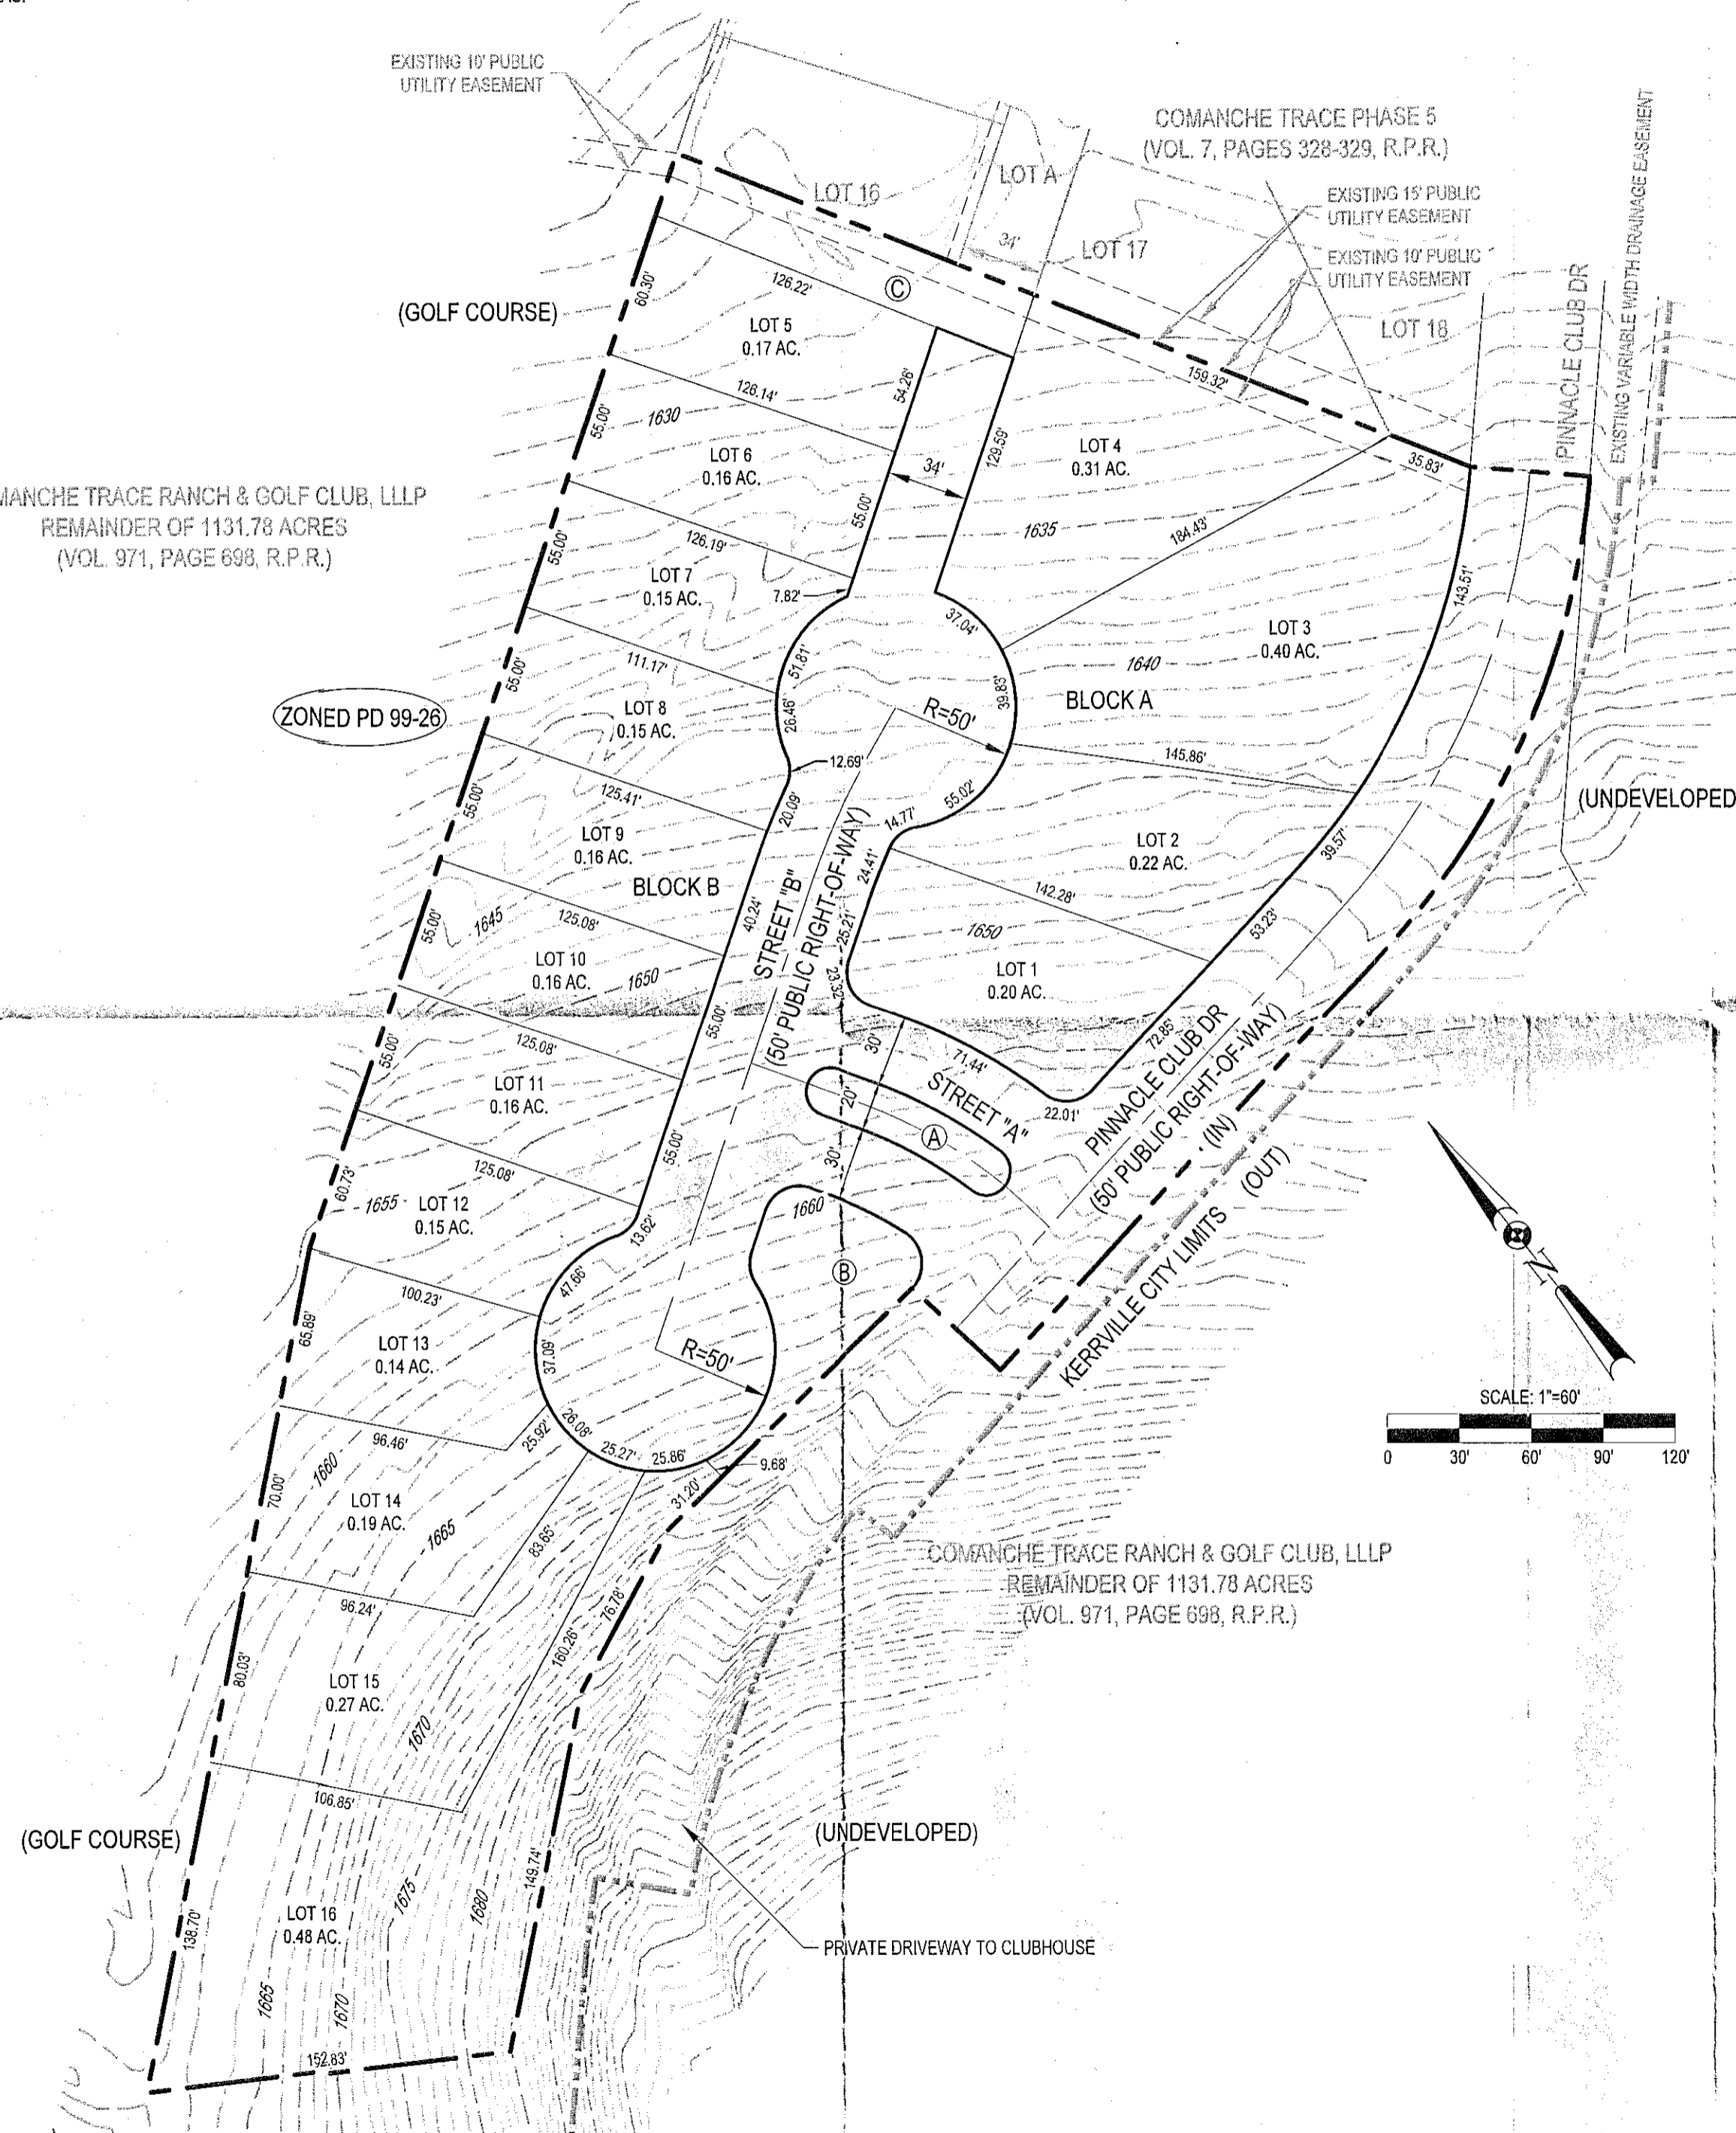 EXISTING 10' PUBLIC
UTILITY EASEMENT
COMANCHE TRACE PHASE 5
(VOL. 7, PAGES 328-329, R.P.R.)
LOT 16
LOT A
LOT 17
34'
EXISTING 15' PUBLIC
UTILITY EASEMENT
EXISTING 10' PUBLIC
UTILITY EASEMENT
LOT 18
PINNACLE CLUB DR
EXISTING VARIABLE WIDTH DRAINAGE EASEMENT
(GOLF COURSE)
60.30'
126.22'
C
LOT 5
0.17 AC.
54.26'
159.32'
35.83'
126.14'
1630
55.00'
LOT 6
0.16 AC.
34'
129.59'
LOT 4
0.31 AC.
MANCHE TRACE RANCH & GOLF CLUB, LLLP
REMAINDER OF 1131.78 ACRES
(VOL. 971, PAGE 698, R.P.R.)
55.00'
126.19'
55.00'
1635
184.43'
LOT 7
0.15 AC.
7.82'
37.04'
143.51'
LOT 3
0.40 AC.
1640
55.00'
111.17'
51.81'
39.83'
BLOCK A
ZONED PD 99-26
LOT 8
0.15 AC.
26.46'
R=50'
145.86'
12.69'
(UNDEVELOPED
55.00'
125.41'
20.09'
55.02'
14.77'
LOT 9
0.16 AC.
24.41'
LOT 2
0.22 AC.
39.57'
BLOCK B
142.28'
55.00'
1645
125.08'
40.24'
STREET "B"
(50' PUBLIC RIGHT-OF-WAY)
25.21'
1650
53.23'
LOT 10
0.16 AC.
1650
23.32'
LOT 1
0.20 AC.
55.00'
125.08'
55.00'
30'
71.44'
72.85'
LOT 11
0.16 AC.
20'
STREET "A"
22.01'
PINNACLE CLUB DR
(50' PUBLIC RIGHT-OF-WAY)
A
30'
(IN)
KERRVILLE CITY LIMITS
(OUT)
55.00'
125.08'
60.73'
1655
LOT 12
0.15 AC.
1660
13.62'
N
B
47.66'
100.23'
65.89'
LOT 13
0.14 AC.
37.09'
R=50'
SCALE: 1"=60'
0 30' 60' 90' 120'
96.46'
25.92'
26.08'
25.27'
25.86'
9.68'
1660
70.00'
LOT 14
0.19 AC.
31.20'
1665
83.65'
COMANCHE TRACE RANCH & GOLF CLUB, LLLP
REMAINDER OF 1131.78 ACRES
(VOL. 971, PAGE 698, R.P.R.)
96.24'
76.78'
160.26'
80.03'
LOT 15
0.27 AC.
1670
106.85'
(GOLF COURSE)
(UNDEVELOPED)
149.74'
1675
1680
138.70'
LOT 16
0.48 AC.
PRIVATE DRIVEWAY TO CLUBHOUSE
1665
1670
152.83'